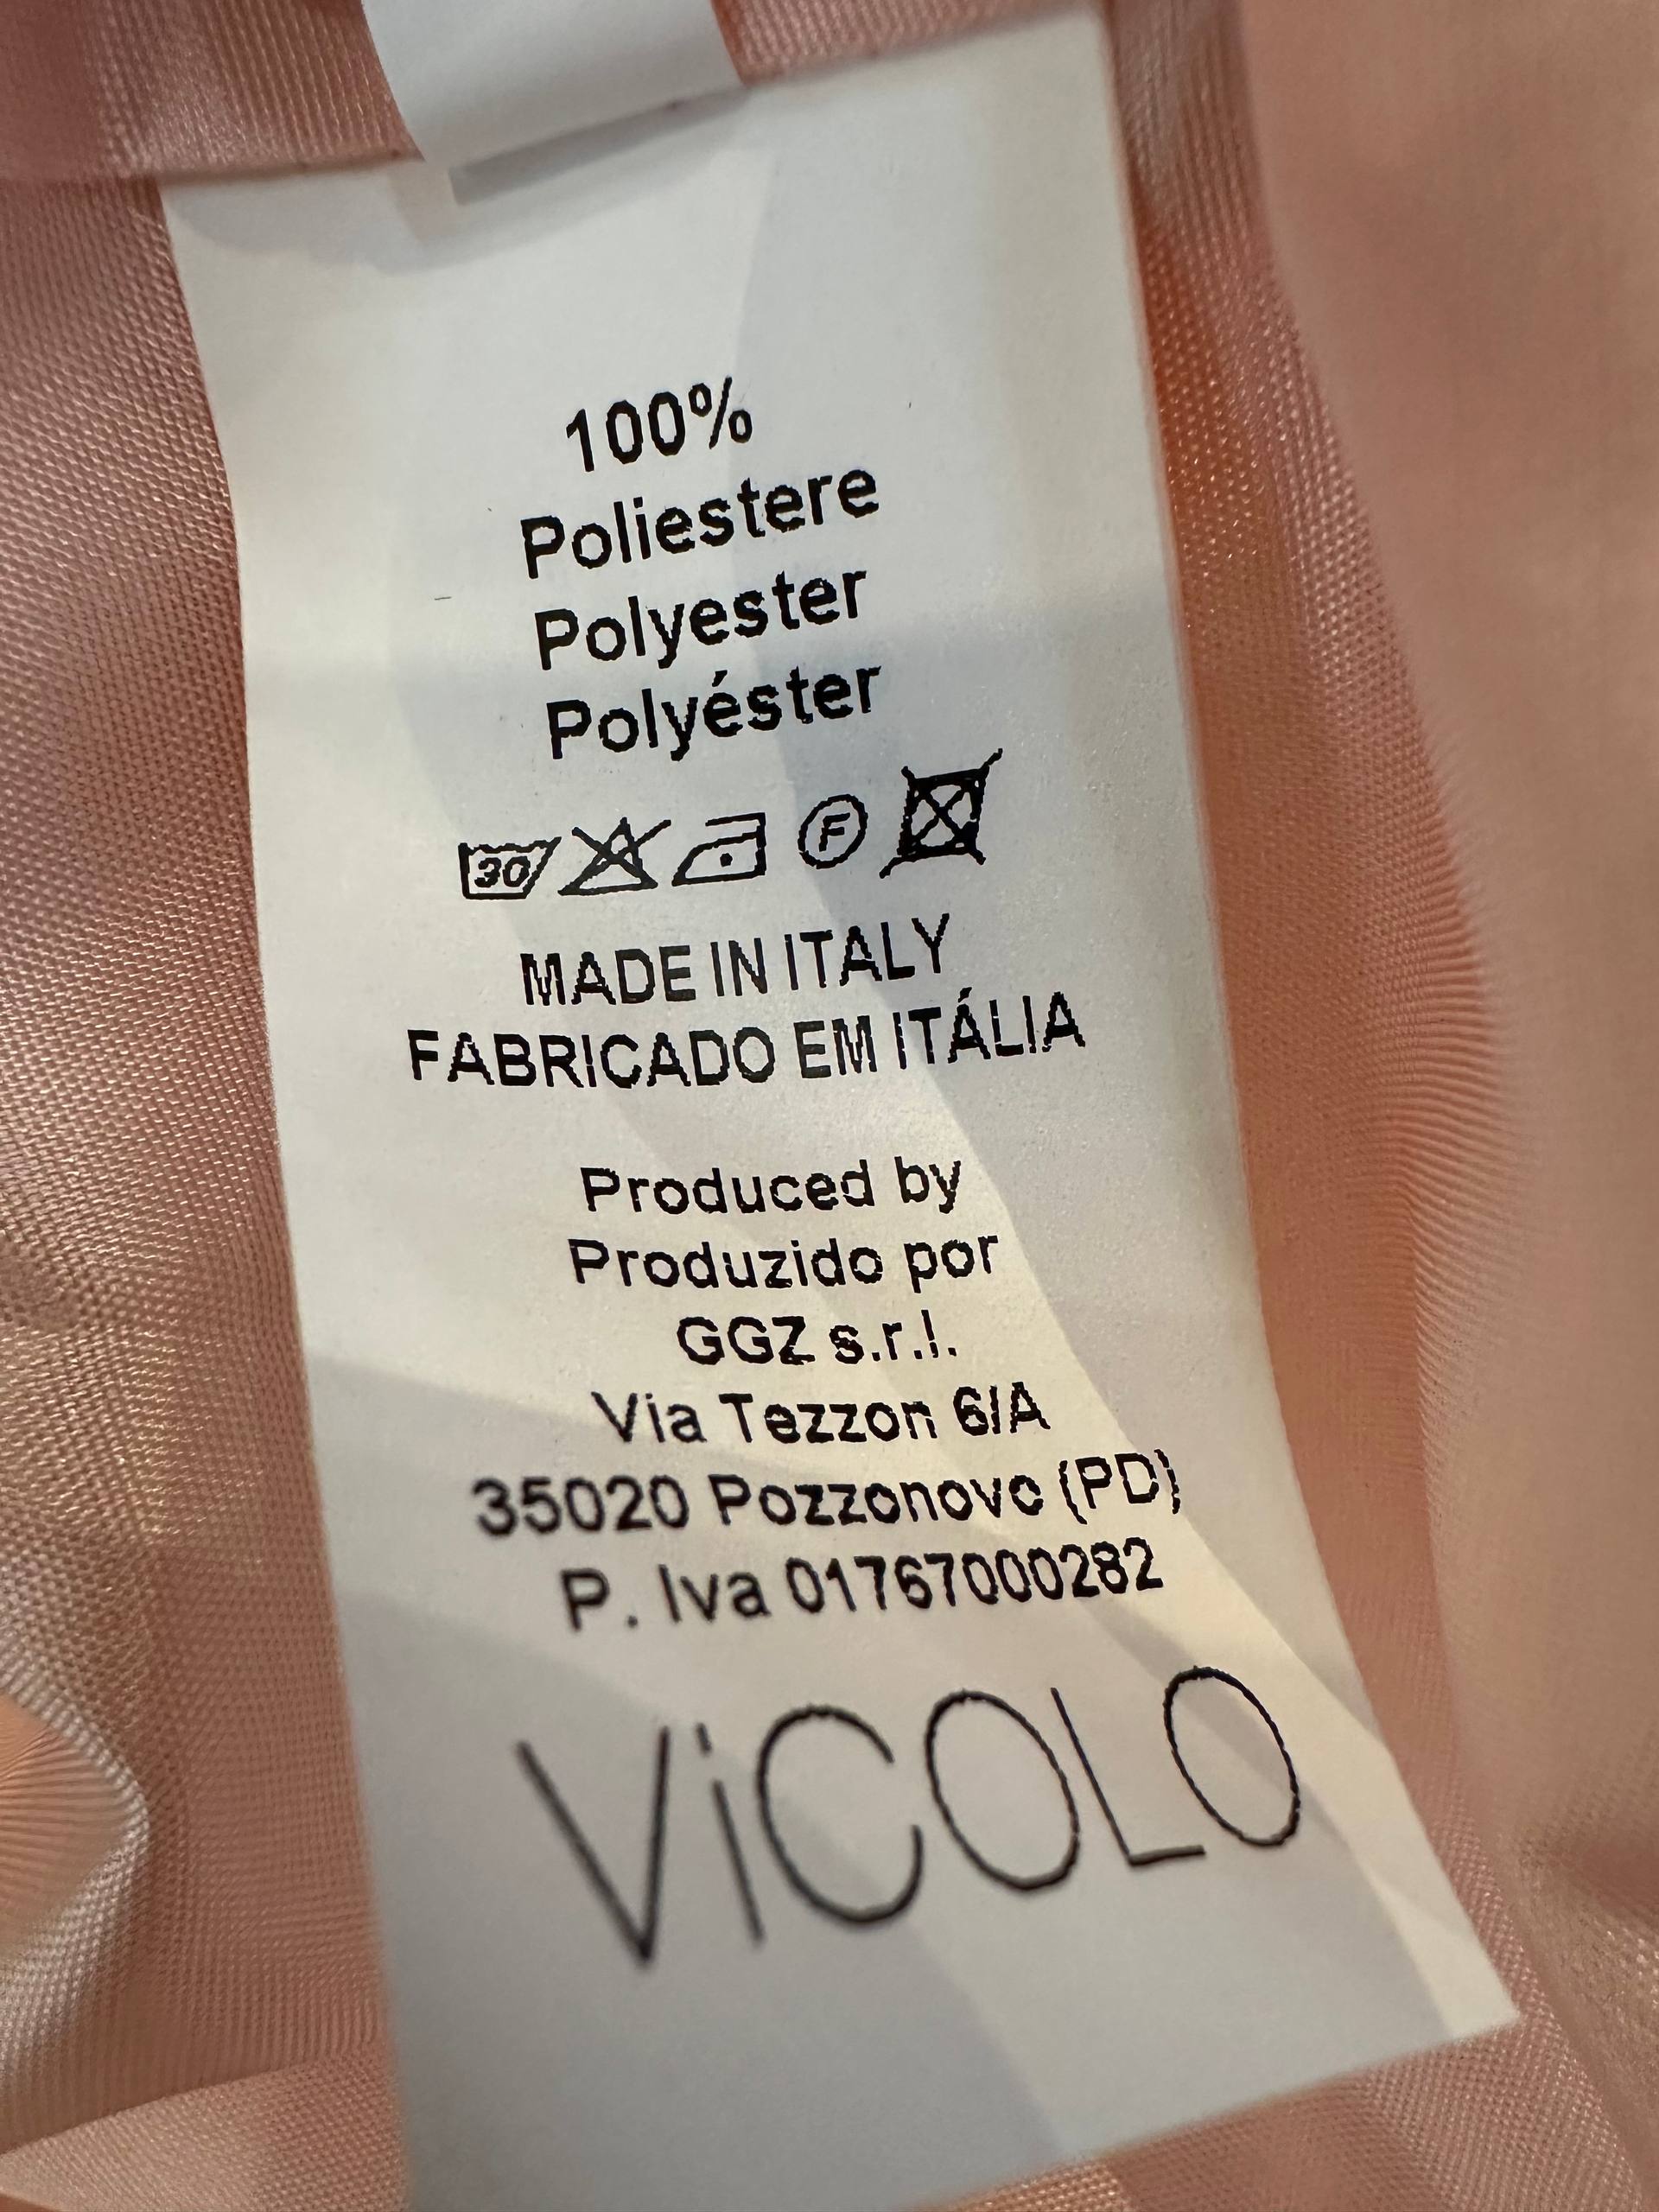 100%
Poliestere
Polyester
Polyéster
30 F
MADE IN ITALY
FABRICADO EM ITÁLIA
Produced by
Produzido por
GGZ s.r.l.
Via Tezzon 6/A
35020 Pozzonovo (PD)
P. Iva 01767000282
ViCOLO